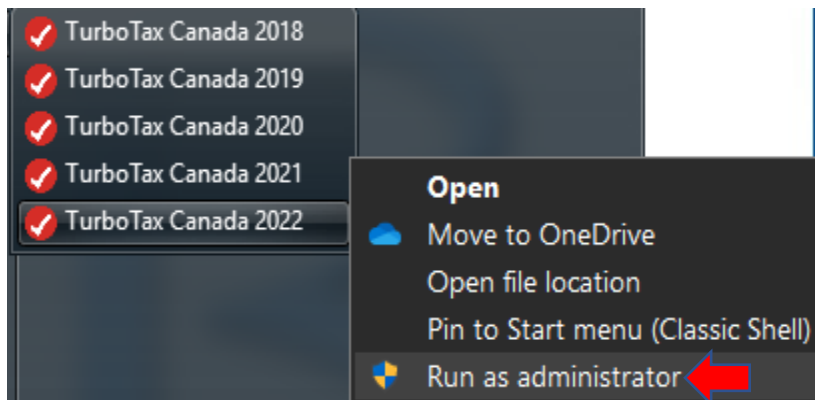 TurboTax Canada 2018
TurboTax Canada 2019
TurboTax Canada 2020
TurboTax Canada 2021
TurboTax Canada 2022
Open
Move to OneDrive
Open file location
Pin to Start menu (Classic Shell)
Run as administrator